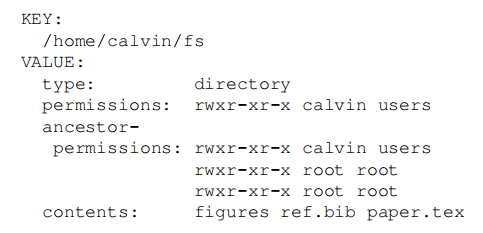 KEY:
/home/calvin/fs
VALUE:
type: directory
permissions: rwxr-xr-x calvin users
ancestor-
permissions: rwxr-xr-x calvin users
rwxr-xr-x root root
rwxr-xr-x root root
contents: figures ref.bib paper.tex